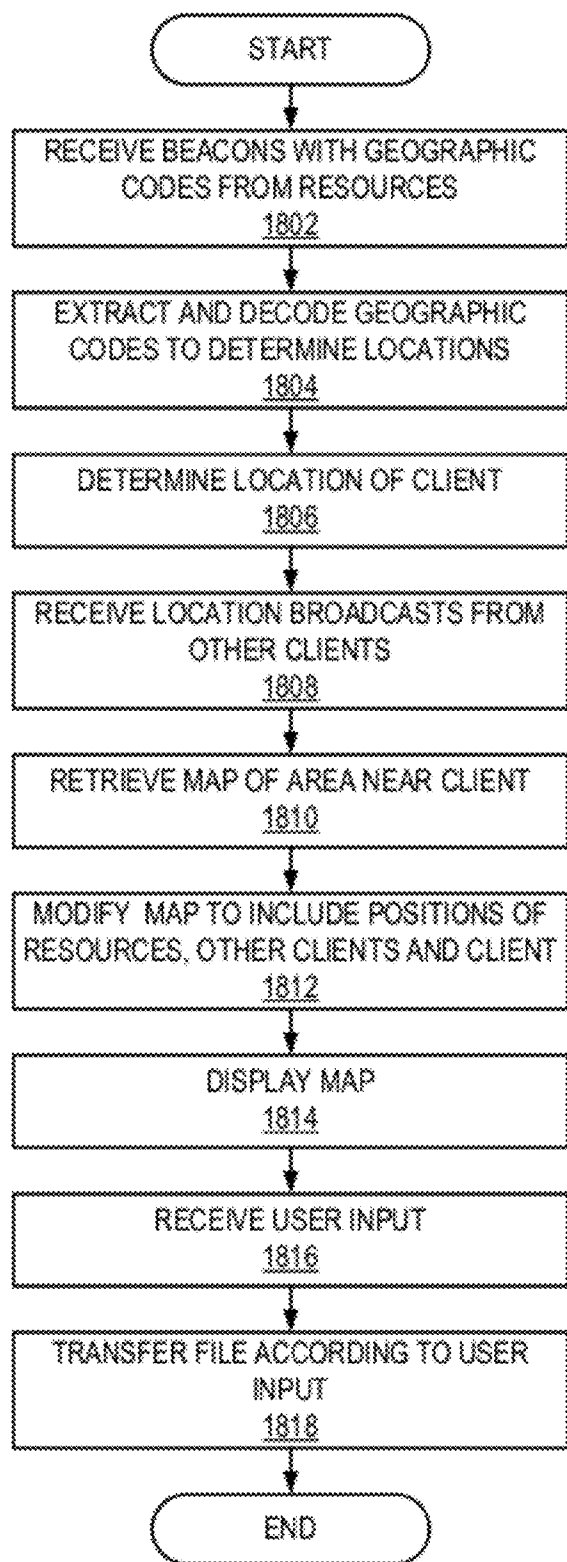 START
RECEIVE BEACONS WITH GEOGRAPHIC
CODES FROM RESOURCES
1802
EXTRACT AND DECODE GEOGRAPHIC
CODES TO DETERMINE LOCATIONS
1804
DETERMINE LOCATION OF CLIENT
1806
RECEIVE LOCATION BROADCASTS FROM
OTHER CLIENTS
1808
RETRIEVE MAP OF AREA NEAR CLIENT
1810
MODIFY MAP TO INCLUDE POSITIONS OF
RESOURCES, OTHER CLIENTS AND CLIENT
1812
DISPLAY MAP
1814
RECEIVE USER INPUT
1816
TRANSFER FILE ACCORDING TO USER
INPUT
1818
END